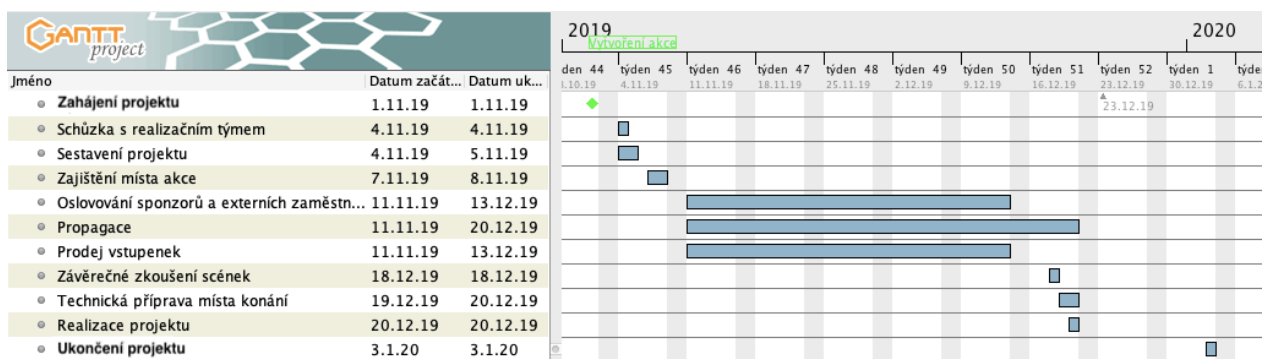 GANTT
project
2019
2020
Vytvoření akce
Jméno Datum začát... Datum uk...
týden 45 týden 46 týden 47 týden 48 týden 49 týden 50 týden 51 týden 52 týden 1
4.11.19 11.11.19 18.11.19 25.11.19 2.12.19 9.12.19 16.12.19 23.12.19 30.12.19
Zahájení projektu 1.11.19 1.11.19
23.12.19
Schůzka s realizačním týmem 4.11.19 4.11.19
Sestavení projektu 4.11.19 5.11.19
Zajištění místa akce 7.11.19 8.11.19
Oslovování sponzorů a externích zaměstn... 11.11.19 13.12.19
Propagace 11.11.19 20.12.19
Prodej vstupenek 11.11.19 13.12.19
Závěrečné zkoušení scének 18.12.19 18.12.19
Technická příprava místa konání 19.12.19 20.12.19
Realizace projektu 20.12.19 20.12.19
Ukončení projektu 3.1.20 3.1.20